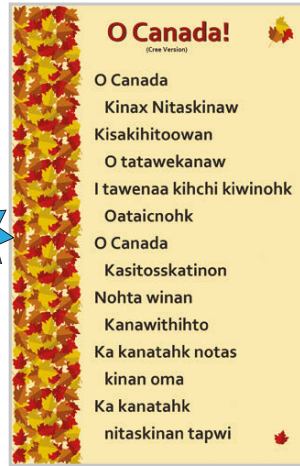 O Canada!
(Cree Version)
O Canada
Kinax Nitaskinaw
Kisakihitoowan
O tatawekanaw
I tawenaa kihchi kiwinohk
Oataicnohk
O Canada
Kasitosskatinon
Nohta winan
Kanawithihto
Ka kanatahk notas
kinan oma
Ka kanatahk
nitaskinan tapwi